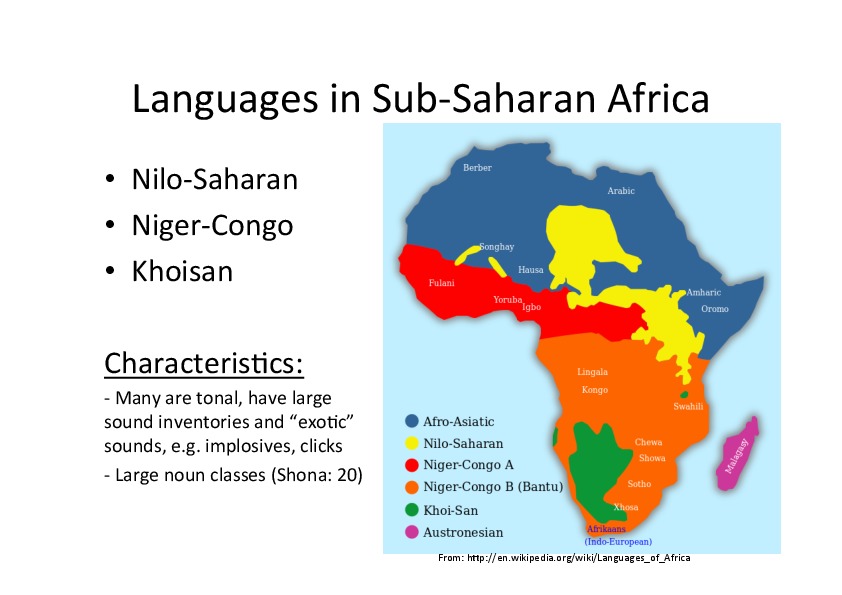 Languages in Sub-Saharan Africa
• Nilo-Saharan
• Niger-Congo
• Khoisan
Characteristics:
- Many are tonal, have large
sound inventories and “exotic”
sounds, e.g. implosives, clicks
- Large noun classes (Shona: 20)
Berber
Arabic
Songhay
Hausa
Fulani
Yoruba
Igbo
Amharic
Oromo
Lingala
Kongo
Swahili
Chewa
Showa
Sotho
Xhosa
Malagasy
Afrikaans
(Indo-European)
Afro-Asiatic
Nilo-Saharan
Niger-Congo A
Niger-Congo B (Bantu)
Khoi-San
Austronesian
From: http://en.wikipedia.org/wiki/Languages_of_Africa